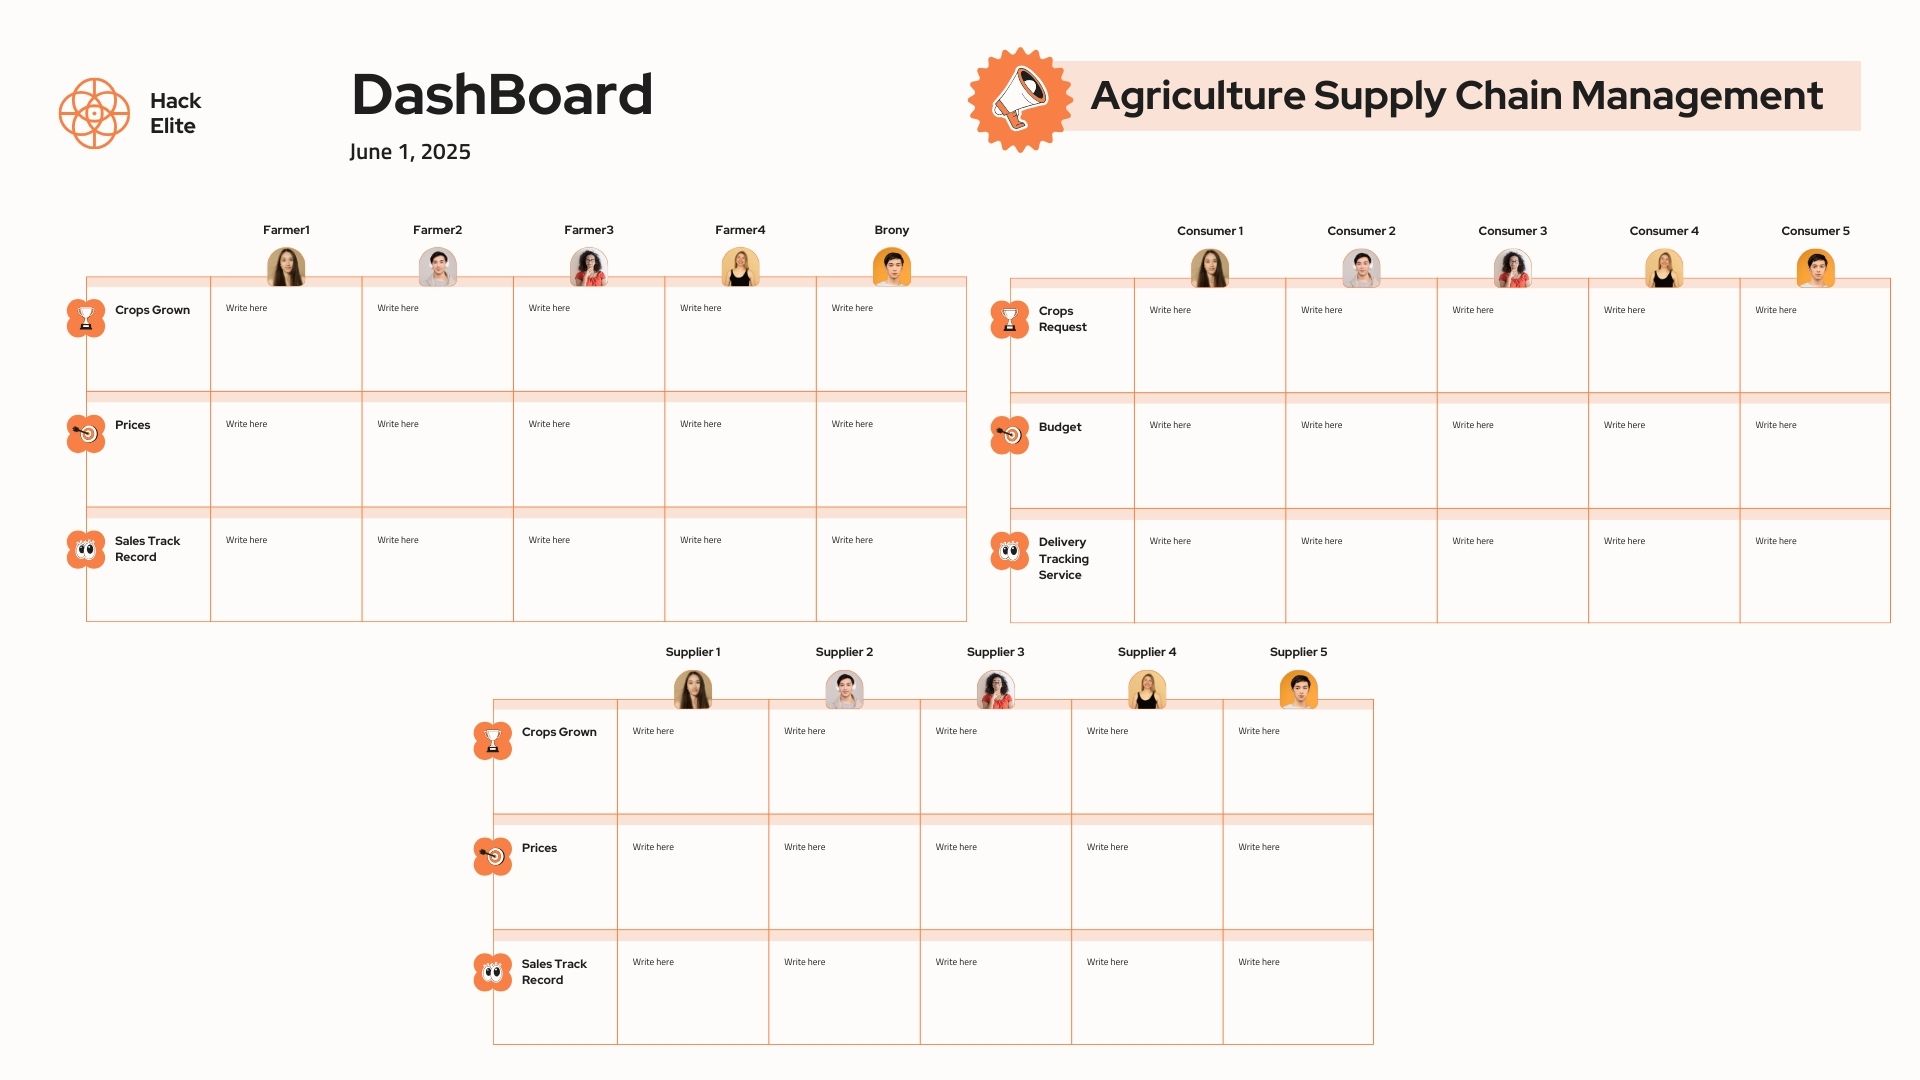 Hack
Elite
DashBoard
June 1, 2025
Agriculture Supply Chain Management
Farmer1 Farmer2 Farmer3 Farmer4 Brony
Crops Grown Write here Write here Write here Write here Write here
Prices Write here Write here Write here Write here Write here
Sales Track Write here Write here Write here Write here Write here
Record
Consumer 1 Consumer 2 Consumer 3 Consumer 4 Consumer 5
Crops Write here Write here Write here Write here Write here
Request
Budget Write here Write here Write here Write here Write here
Delivery Write here Write here Write here Write here Write here
Tracking
Service
Supplier 1 Supplier 2 Supplier 3 Supplier 4 Supplier 5
Crops Grown Write here Write here Write here Write here Write here
Prices Write here Write here Write here Write here Write here
Sales Track Write here Write here Write here Write here Write here
Record